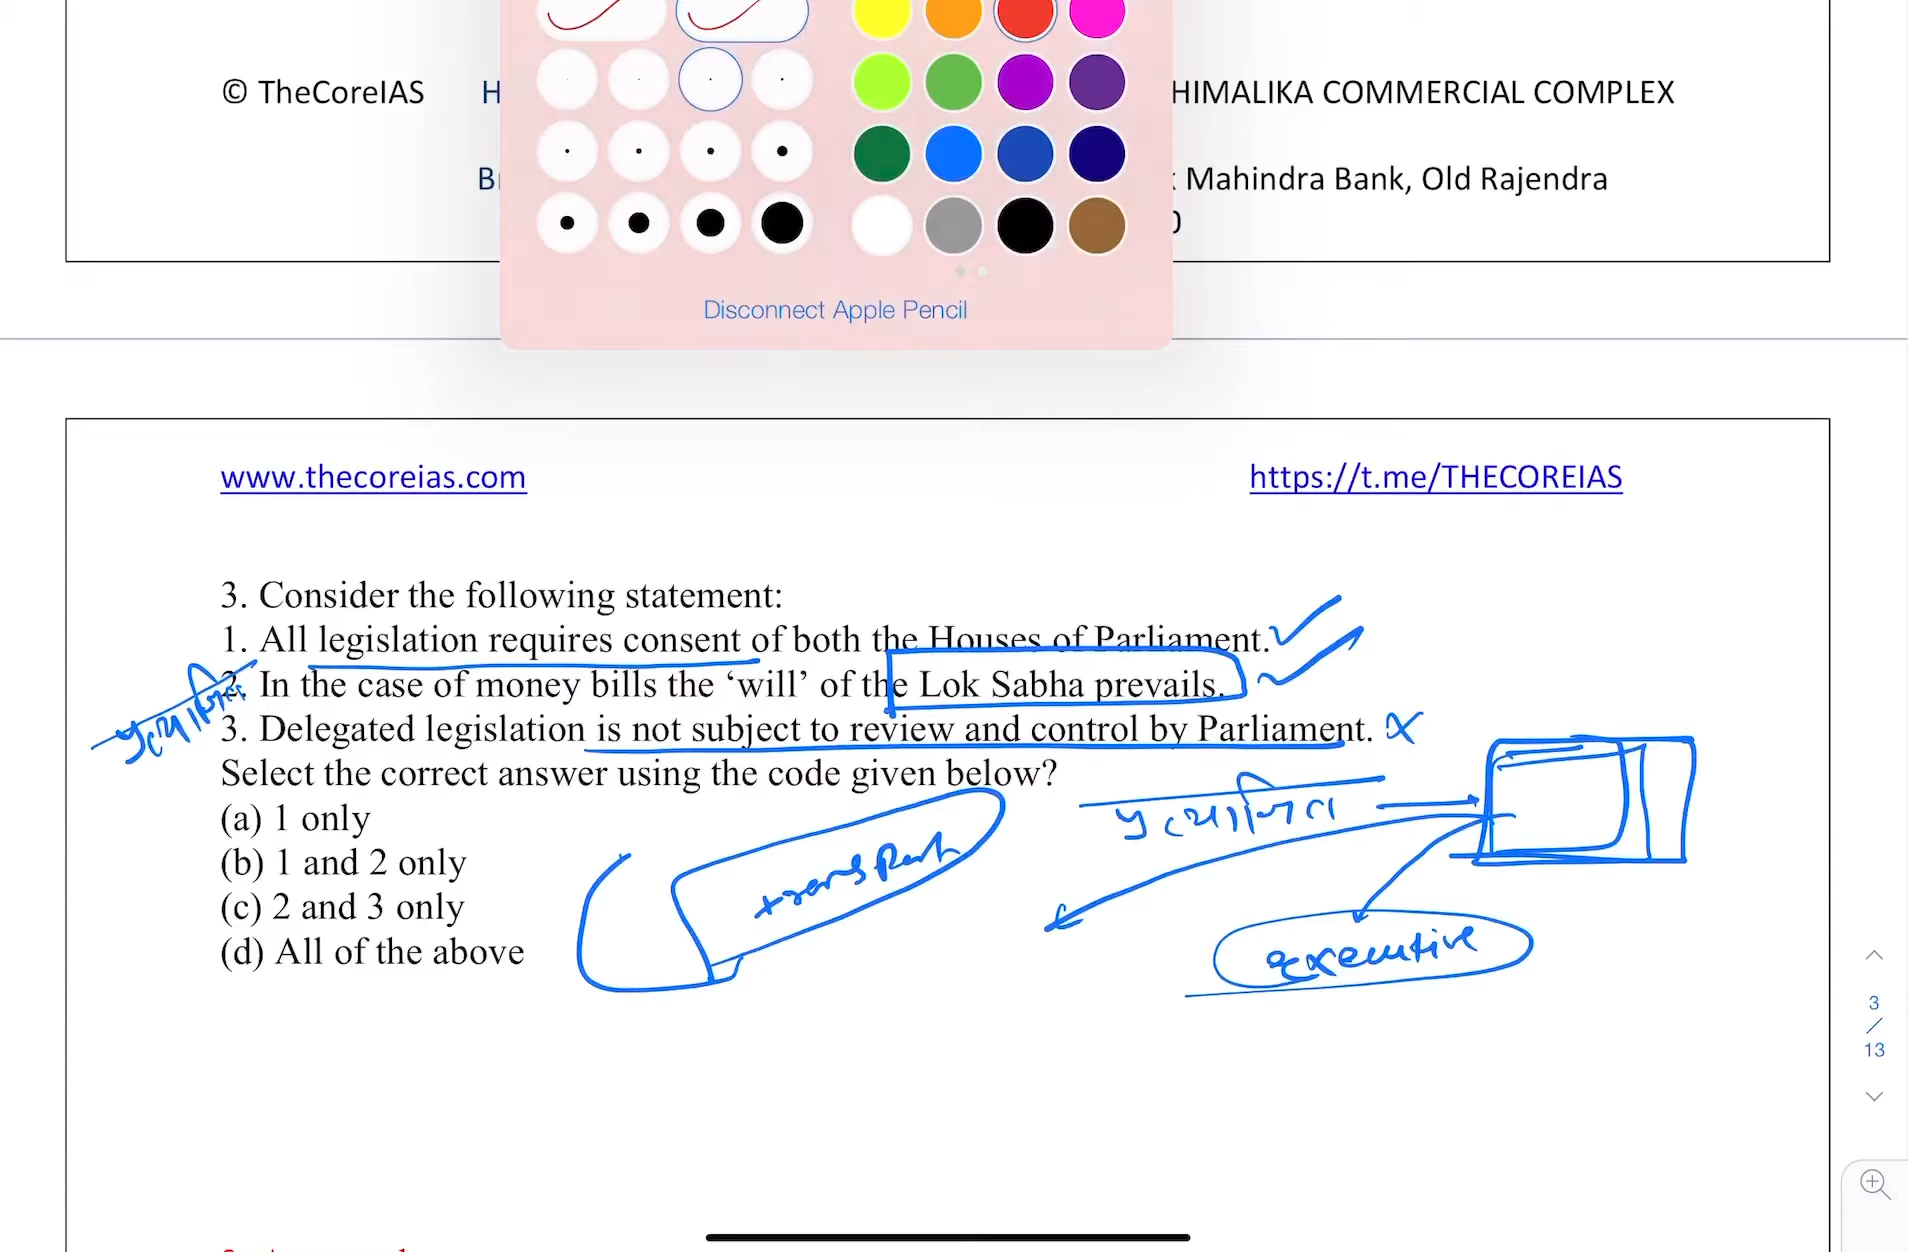 © TheCoreIAS H HIMALIKA COMMERCIAL COMPLEX
Mahindra Bank, Old Rajendra
Disconnect Apple Pencil
www.thecoreias.com https://t.me/THECOREIAS
3. Consider the following statement:
1. All legislation requires consent of both the Houses of Parliament.
2. In the case of money bills the ‘will’ of the Lok Sabha prevails.
3. Delegated legislation is not subject to review and control by Parliament.
Select the correct answer using the code given below?
(a) 1 only
(b) 1 and 2 only
(c) 2 and 3 only
(d) All of the above
transport
executive
3
/
13